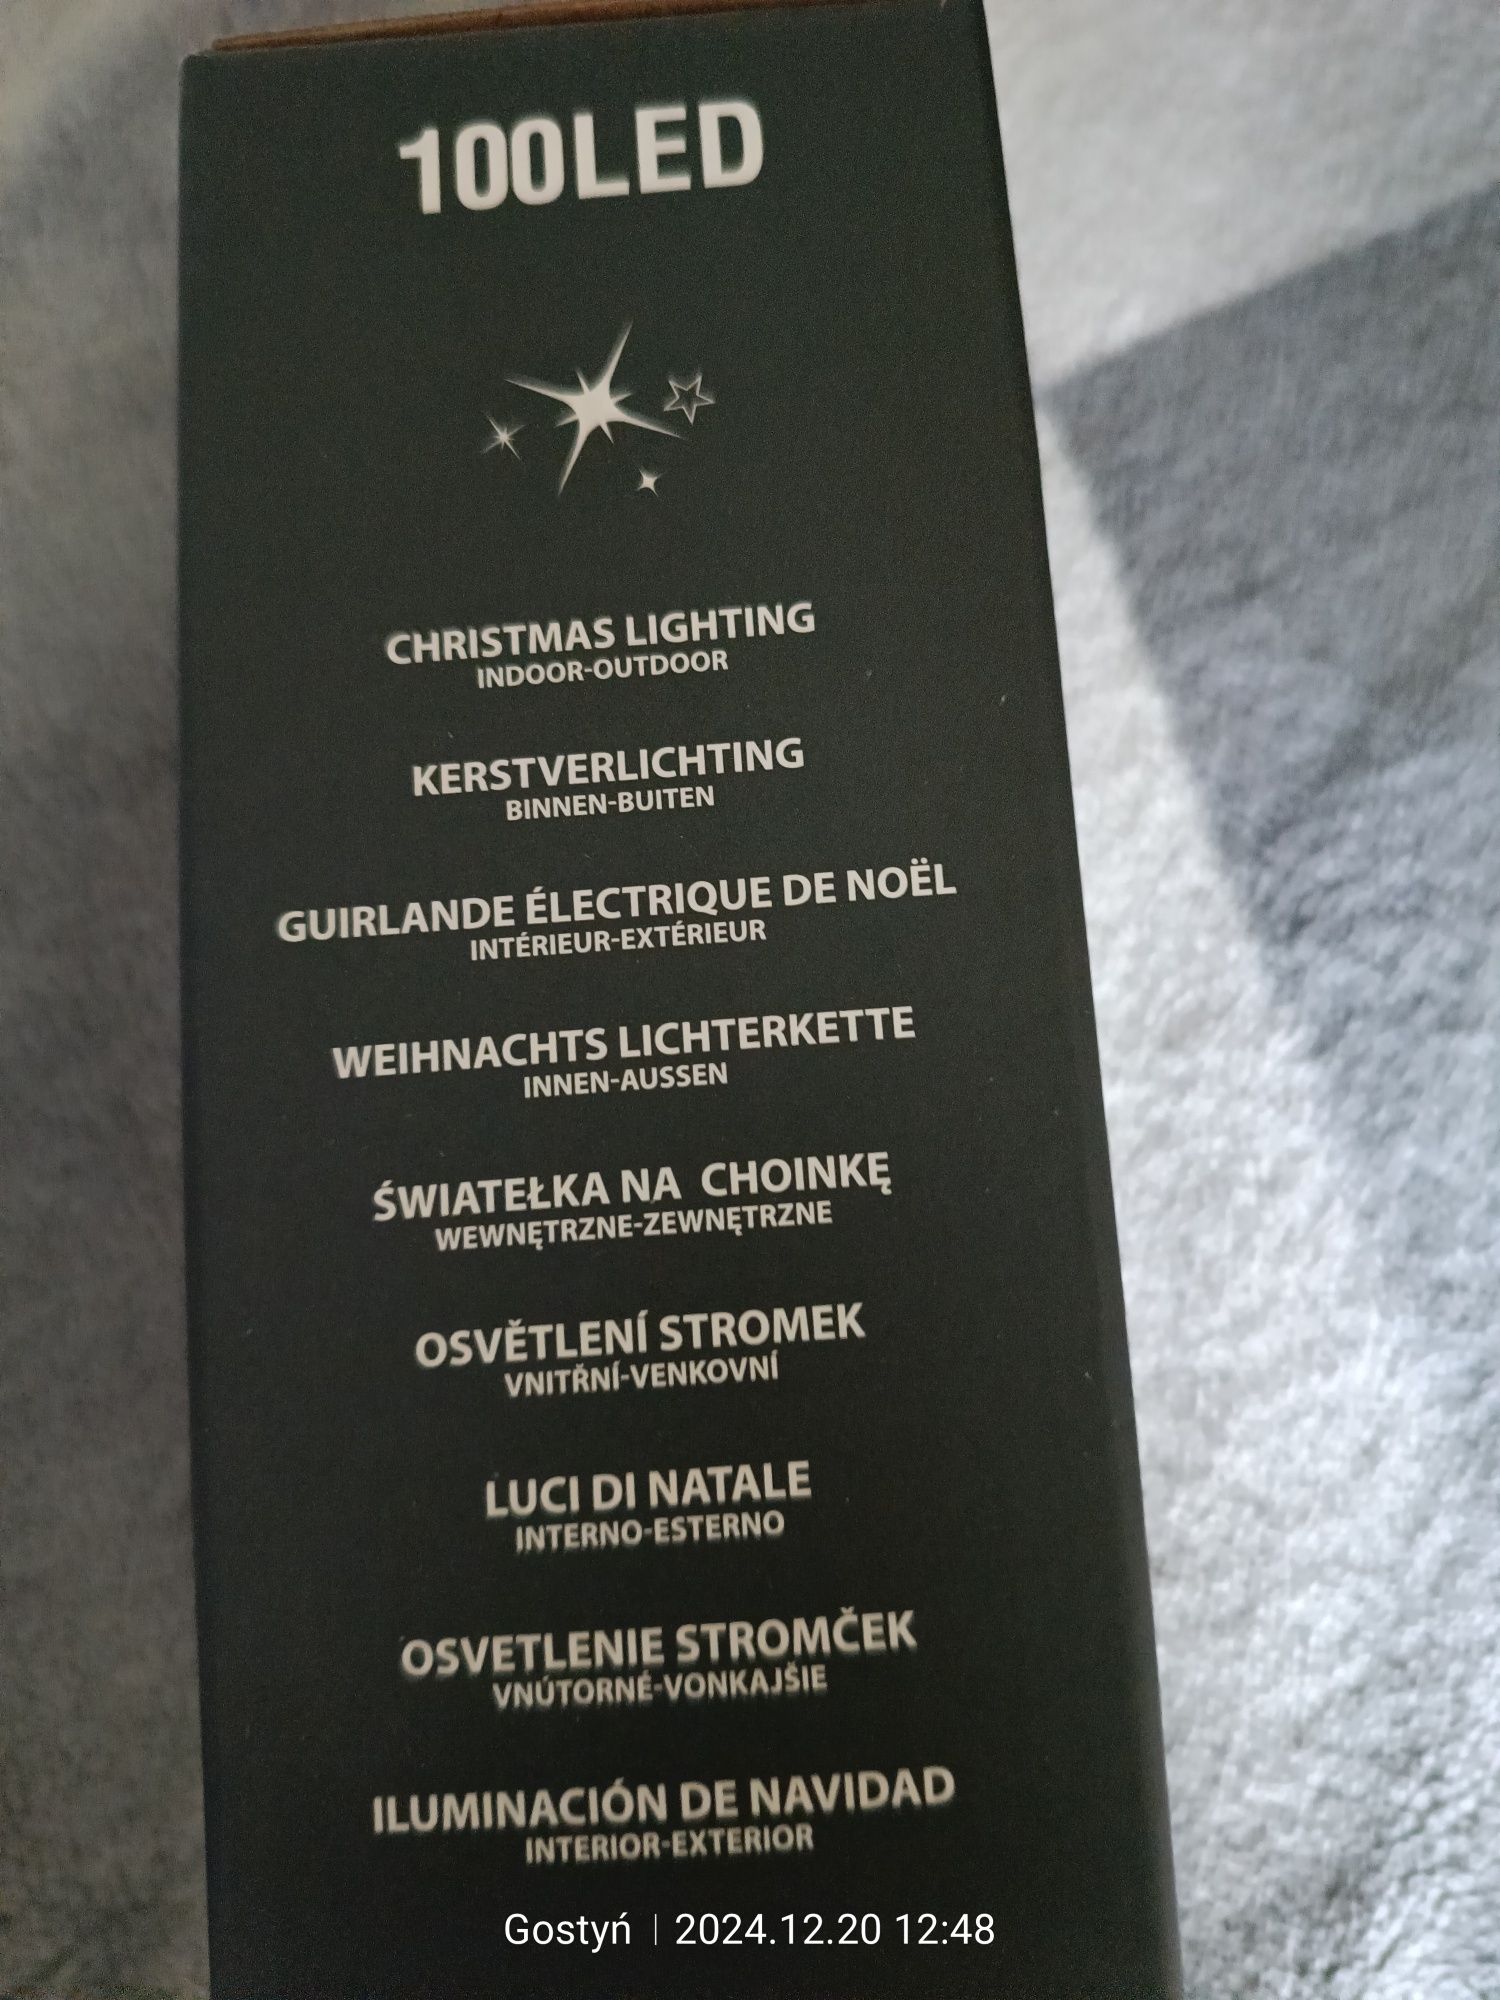 100LED
CHRISTMAS LIGHTING
INDOOR-OUTDOOR
KERSTVERLICHTING
BINNEN-BUITEN
GUIRLANDE ÉLECTRIQUE DE NOËL
INTÉRIEUR-EXTÉRIEUR
WEIHNACHTS LICHTERKETTE
INNEN-AUSSEN
ŚWIATEŁKA NA CHOINKĘ
WEWNĘTRZNE-ZEWNĘTRZNE
OSVĚTLENÍ STROMEK
VNITŘNÍ-VENKOVNÍ
LUCI DI NATALE
INTERNO-ESTERNO
OSVETLENIE STROMČEK
VNÚTORNÉ-VONKAJŠIE
ILUMINACIÓN DE NAVIDAD
INTERIOR-EXTERIOR
Gostyń | 2024.12.20 12:48